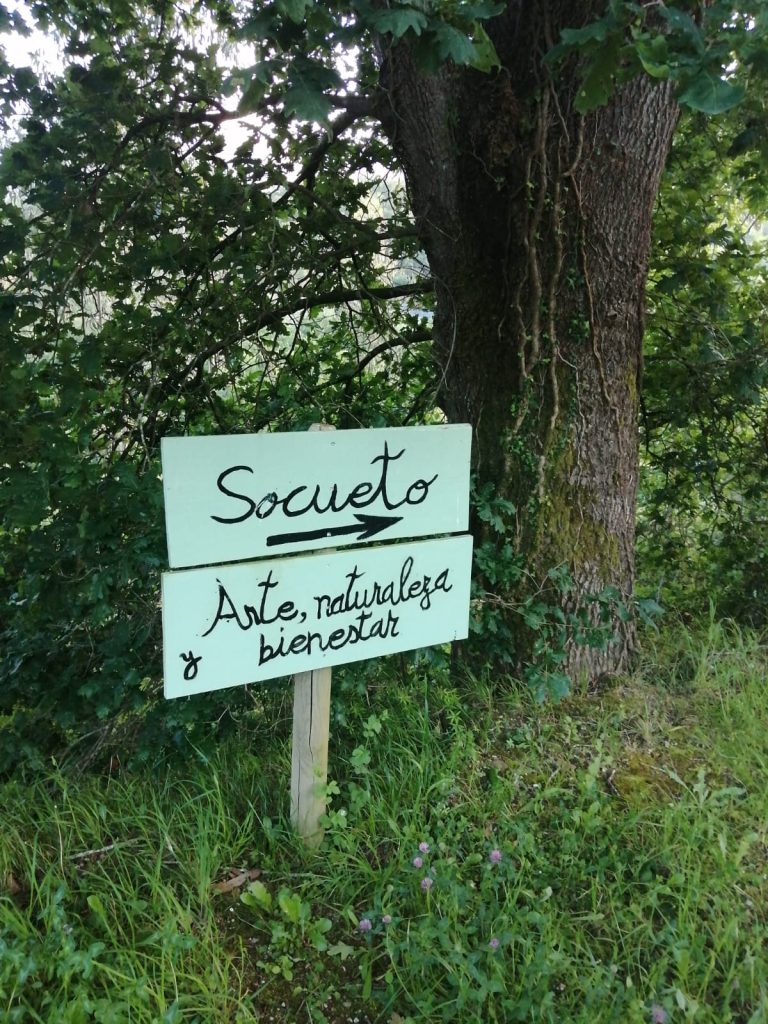 Socueto
Arte, naturaleza
y bienestar